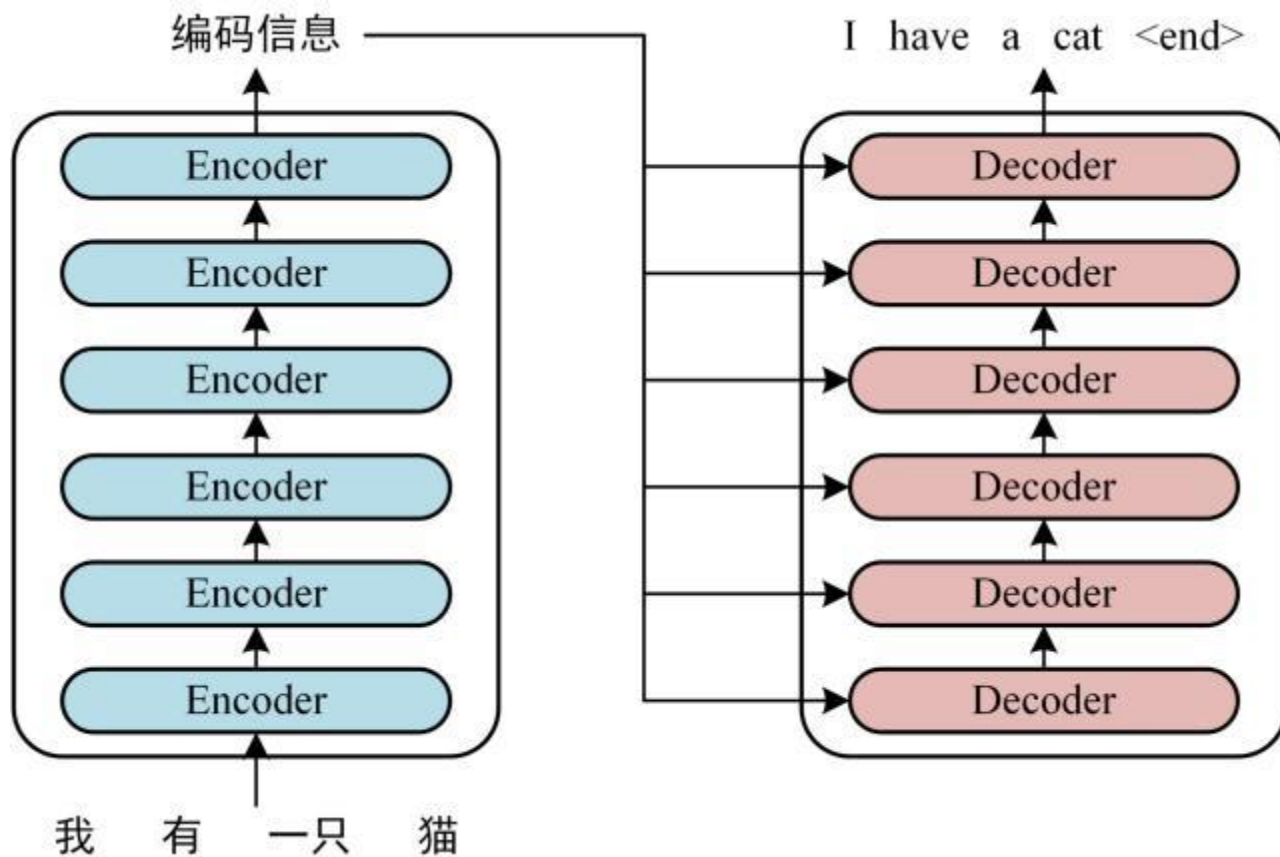 编码信息
I have a cat <end>
Encoder
Decoder
Encoder
Decoder
Encoder
Decoder
Encoder
Decoder
Encoder
Decoder
Encoder
Decoder
我 有 一只 猫